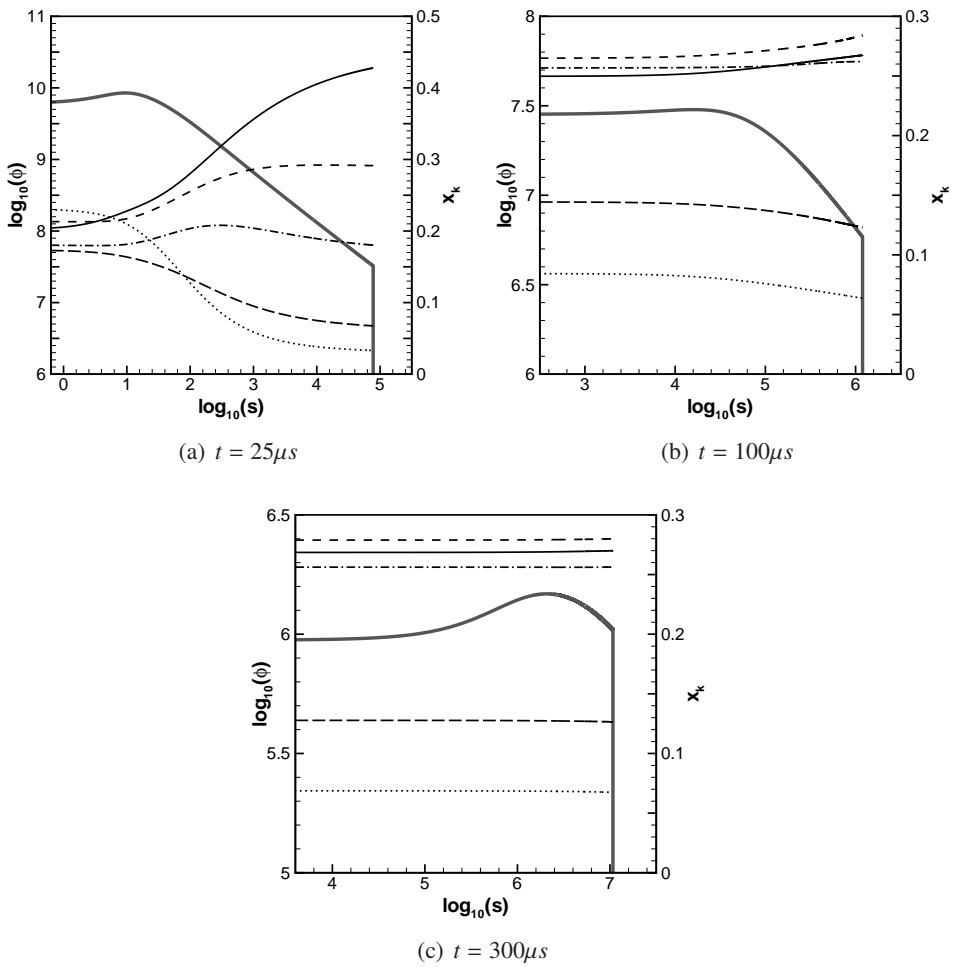 11
10
9
8
7
6
log₁₀(ϕ)
0 1 2 3 4 5
log₁₀(s)
0.5
0.4
0.3
0.2
0.1
0
x_k
(a) t = 25μs
8
7.5
7
6.5
6
log₁₀(ϕ)
3 4 5 6
log₁₀(s)
0.3
0.2
0.1
0
x_k
(b) t = 100μs
6.5
6
5.5
5
log₁₀(ϕ)
4 5 6 7
log₁₀(s)
0.3
0.2
0.1
0
x_k
(c) t = 300μs